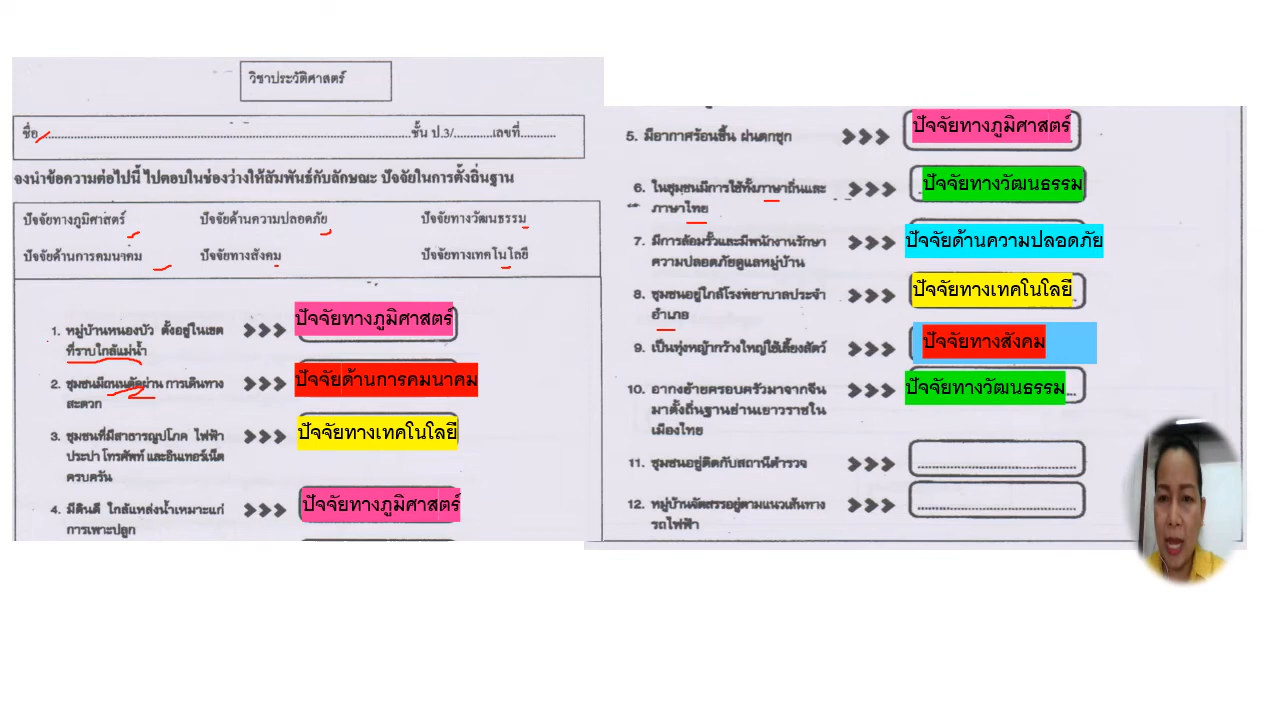 วิชาประวัติศาสตร์
ชื่อ.......................................................................................ชั้น ป.3/...........เลขที่..........
จงนำข้อความต่อไปนี้ ไปตอบในช่องว่างให้สัมพันธ์กับลักษณะ ปัจจัยในการตั้งถิ่นฐาน
ปัจจัยทางภูมิศาสตร์ ปัจจัยด้านความปลอดภัย ปัจจัยทางวัฒนธรรม
ปัจจัยด้านการคมนาคม ปัจจัยทางสังคม ปัจจัยทางเทคโนโลยี
1. หมู่บ้านหนองบัว ตั้งอยู่ในเขต
ที่ราบใกล้แม่น้ำ
ปัจจัยทางภูมิศาสตร์
2. ชุมชนมีถนนตัดผ่าน การเดินทาง
สะดวก
ปัจจัยด้านการคมนาคม
3. ชุมชนที่มีสาธารณูปโภค ไฟฟ้า
ประปา โทรศัพท์ และอินเทอร์เน็ต
ครบครัน
ปัจจัยทางเทคโนโลยี
4. มีดินดี ใกล้แหล่งน้ำเหมาะแก่
การเพาะปลูก
ปัจจัยทางภูมิศาสตร์
5. มีอากาศร้อนชื้น ฝนตกชุก
ปัจจัยทางภูมิศาสตร์
6. ในชุมชนมีการใช้ทั้งภาษาถิ่นและ
ภาษาไทย
ปัจจัยทางวัฒนธรรม
7. มีการล้อมรั้วและมีพนักงานรักษา
ความปลอดภัยดูแลหมู่บ้าน
ปัจจัยด้านความปลอดภัย
8. ชุมชนอยู่ใกล้โรงพยาบาลประจำ
อำเภอ
ปัจจัยทางเทคโนโลยี
9. เป็นทุ่งหญ้ากว้างใหญ่ใช้เลี้ยงสัตว์
ปัจจัยทางสังคม
10. อากงย้ายครอบครัวมาจากจีน
มาตั้งถิ่นฐานย่านเยาวราชใน
เมืองไทย
ปัจจัยทางวัฒนธรรม
11. ชุมชนอยู่ติดกับสถานีตำรวจ
12. หมู่บ้านจัดสรรอยู่ตามแนวเส้นทาง
รถไฟฟ้า